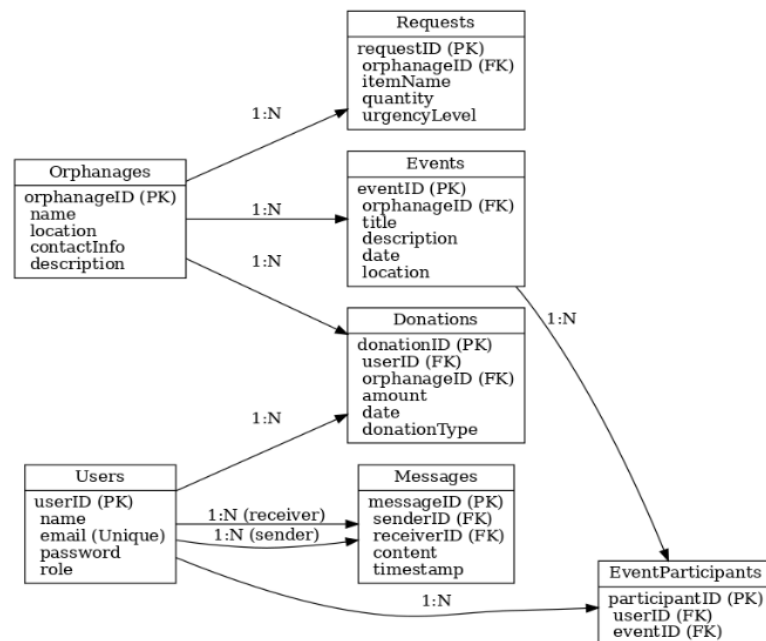 Requests
requestID (PK)
orphanageID (FK)
itemName
quantity
urgencyLevel
1:N
Orphanages
orphanageID (PK)
name
location
contactInfo
description
1:N
Events
eventID (PK)
orphanageID (FK)
title
description
date
location
1:N
1:N
Donations
donationID (PK)
userID (FK)
orphanageID (FK)
amount
date
donationType
1:N
Users
userID (PK)
name
email (Unique)
password
role
1:N (receiver)
1:N (sender)
Messages
messageID (PK)
senderID (FK)
receiverID (FK)
content
timestamp
1:N
EventParticipants
participantID (PK)
userID (FK)
eventID (FK)